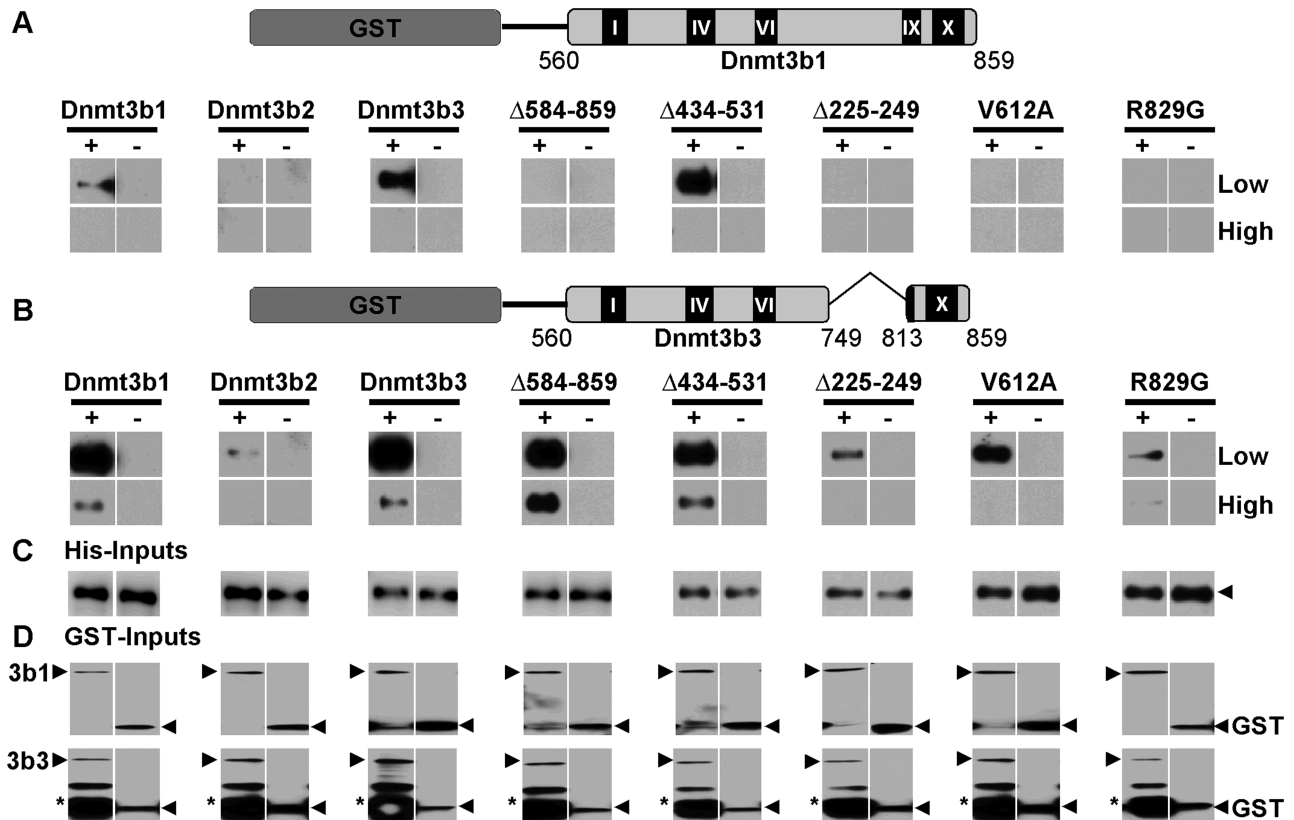 A
GST I IV VI IX X
560 Dnmt3b1 859
Dnmt3b1 Dnmt3b2 Dnmt3b3 Δ584-859 Δ434-531 Δ225-249 V612A R829G
+ - + - + - + - + - + - + - + -
Low
High
B
GST I IV VI X
560 Dnmt3b3 749 813 859
Dnmt3b1 Dnmt3b2 Dnmt3b3 Δ584-859 Δ434-531 Δ225-249 V612A R829G
+ - + - + - + - + - + - + - + -
Low
High
C His-Inputs
D GST-Inputs
3b1
GST
3b3
* * * * * * * *
GST